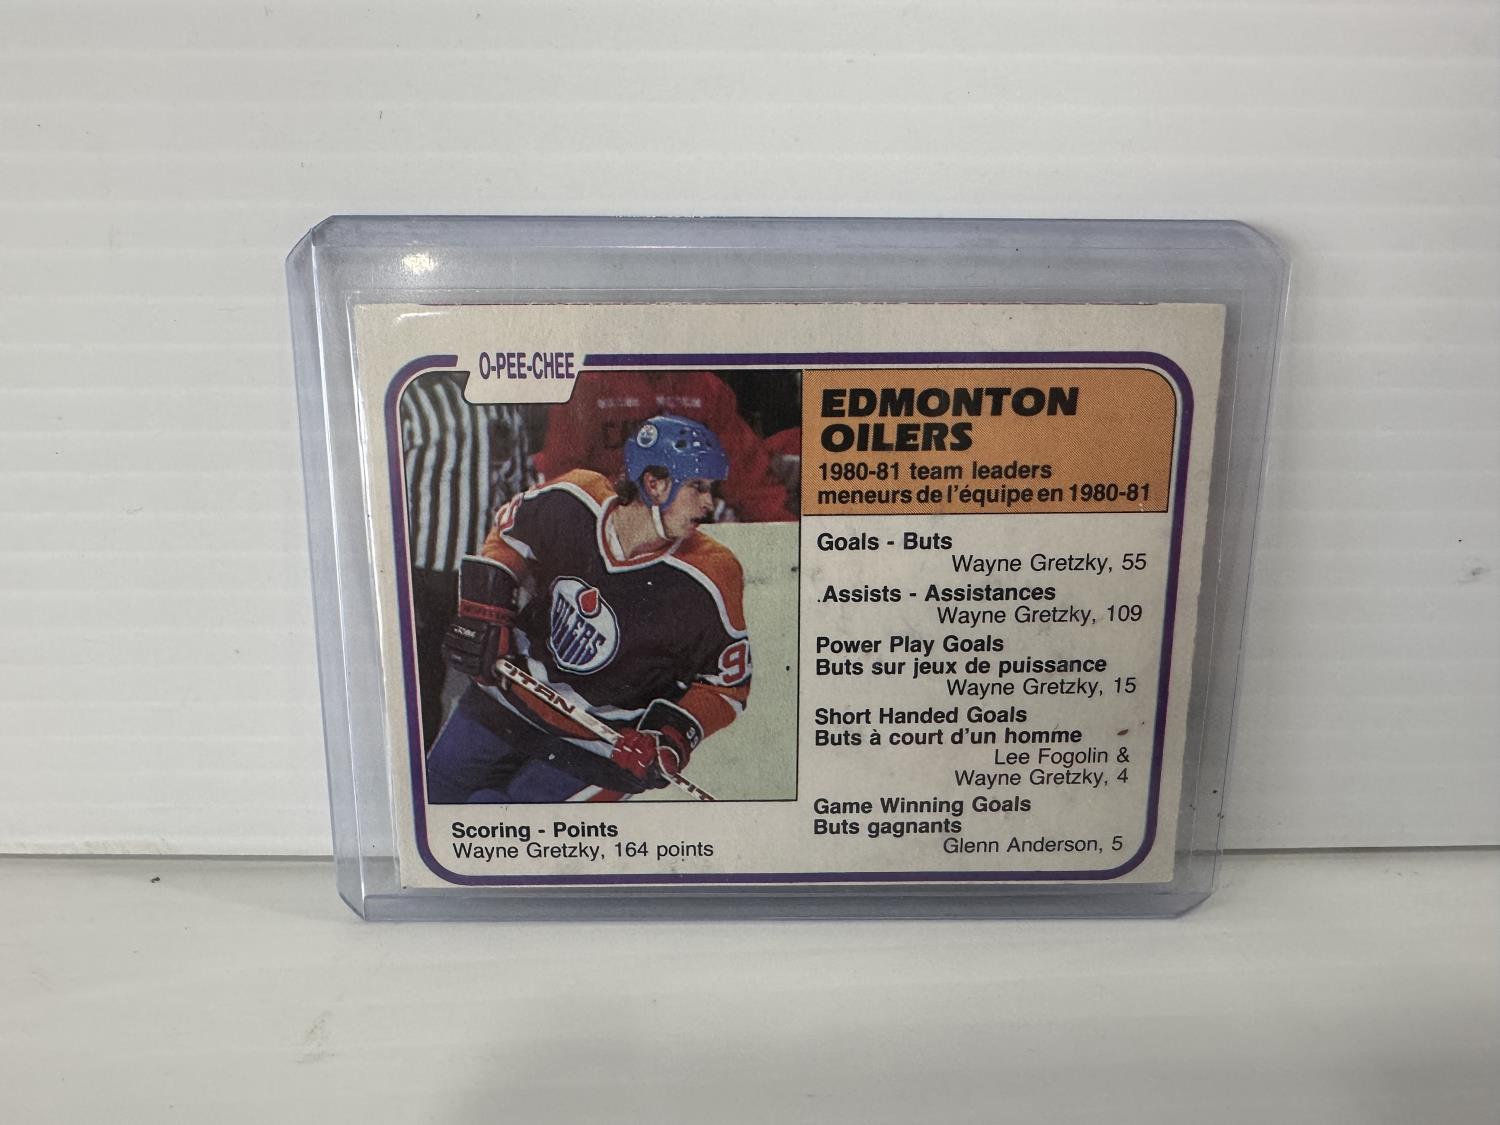 O-PEE-CHEE
EDMONTON
OILERS
1980-81 team leaders
meneurs de l'équipe en 1980-81
Goals - Buts
Wayne Gretzky, 55
Assists - Assistances
Wayne Gretzky, 109
Power Play Goals
Buts sur jeux de puissance
Wayne Gretzky, 15
Short Handed Goals
Buts à court d'un homme
Lee Fogolin &
Wayne Gretzky, 4
Game Winning Goals
Buts gagnants
Glenn Anderson, 5
Scoring - Points
Wayne Gretzky, 164 points
OILERS
9
TITAN